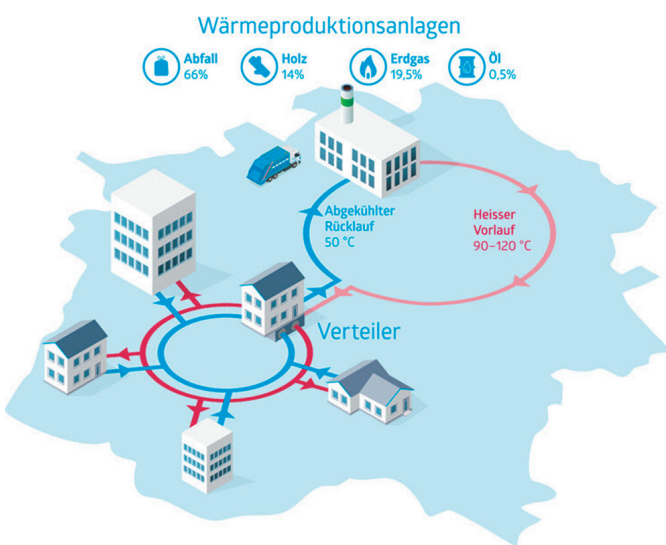 Wärmeproduktionsanlagen
Abfall
66%
Holz
14%
Erdgas
19,5%
Öl
0,5%
Abgekühlter
Rücklauf
50 °C
Heisser
Vorlauf
90–120 °C
Verteiler